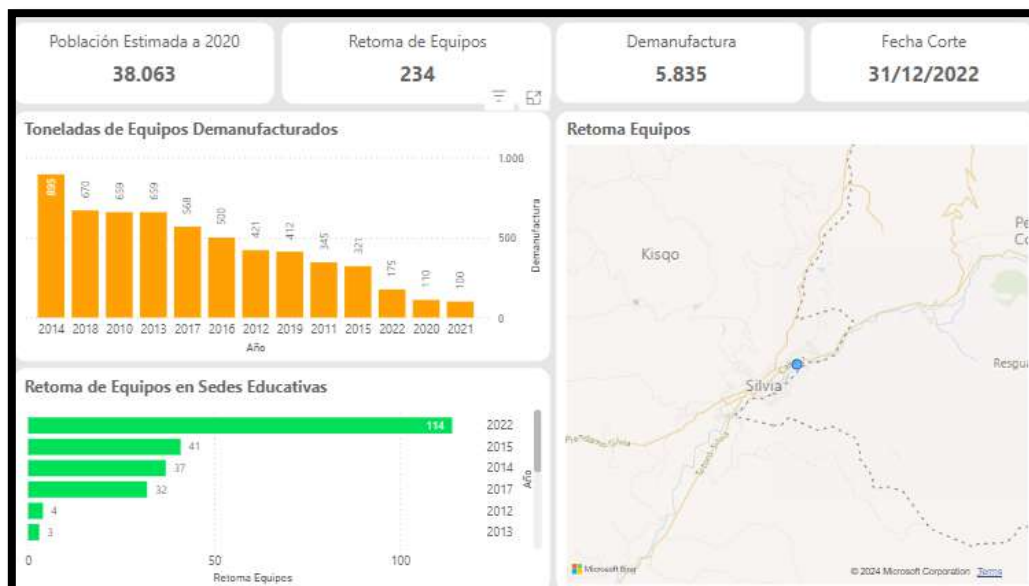 Población Estimada a 2020
38.063
Retoma de Equipos
234
Demanufactura
5.835
Fecha Corte
31/12/2022
Toneladas de Equipos Demanufacturados
1.000
500
0
Demanufactura
895
670
659
659
568
500
421
412
345
321
175
110
100
2014 2018 2010 2013 2017 2016 2012 2019 2011 2015 2022 2020 2021
Año
Retoma de Equipos en Sedes Educativas
114 2022
41 2015
37 2014
32 2017
4 2012
3 2013
Año
0 50 100
Retoma Equipos
Retoma Equipos
Kisqo
Pe
Co
Resgua
Silvia
Totoró-Silvia
Microsoft Bing
© 2024 Microsoft Corporation Terms